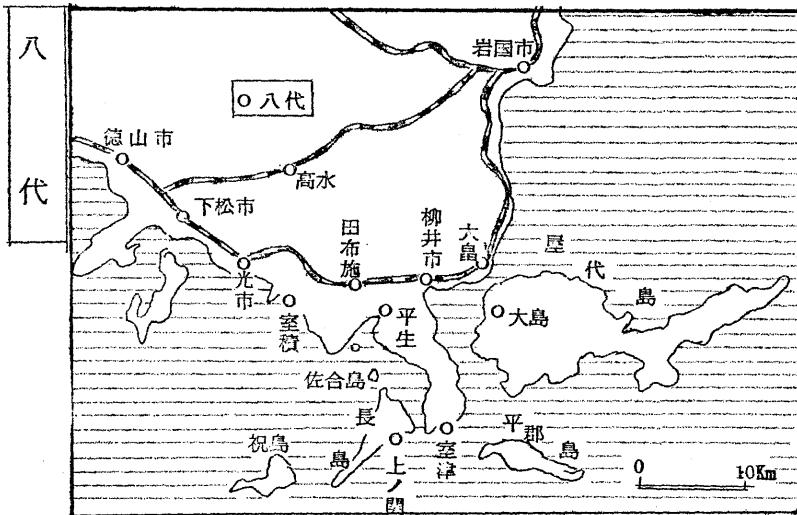 八代
岩国市
八代
徳山市
高水
下松市
光市
室積
田布施
柳井市
大畠
屋代島
大島
平生
佐合島
長島
上ノ関
室津
平郡島
祝島
0 10Km